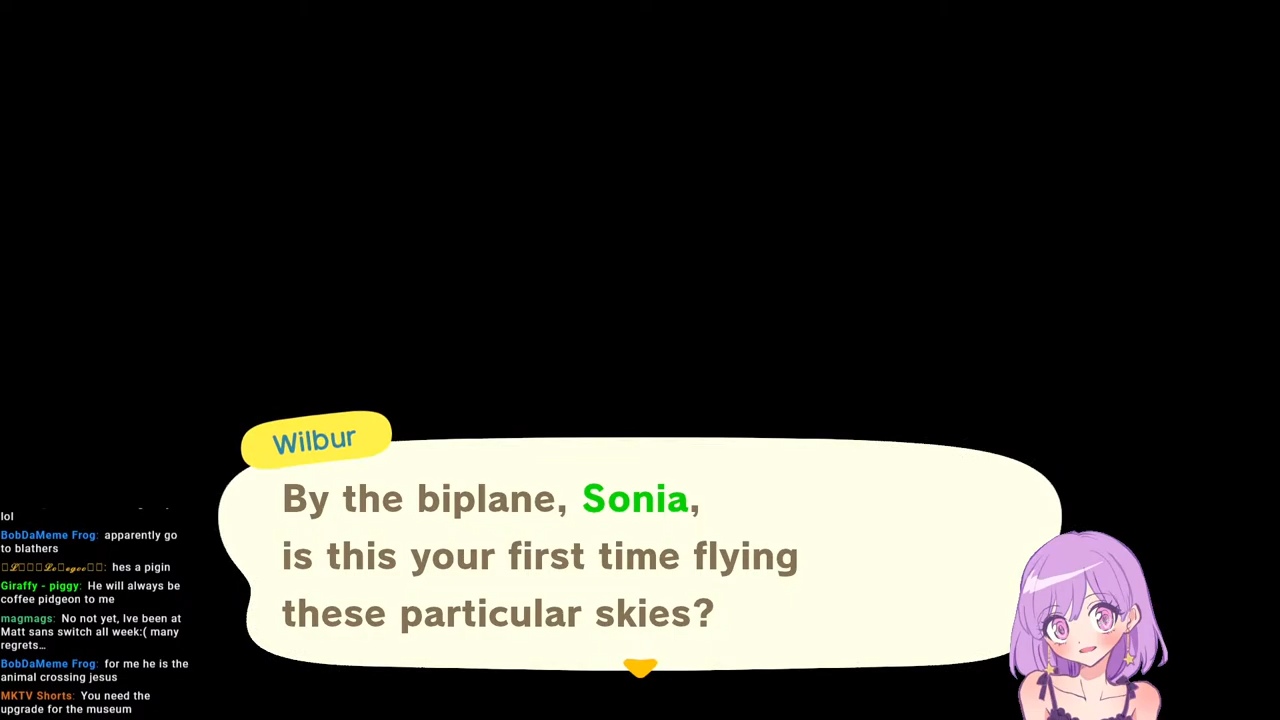 Wilbur
By the biplane, Sonia,
is this your first time flying
these particular skies?
lol
BobDaMeme Frog: apparently go
to blathers
hes a pigin
Giraffy - piggy: He will always be
coffee pidgeon to me
magmags: No not yet, Ive been at
Matt sans switch all week:( many
regrets…
BobDaMeme Frog: for me he is the
animal crossing jesus
MKTV Shorts: You need the
upgrade for the museum